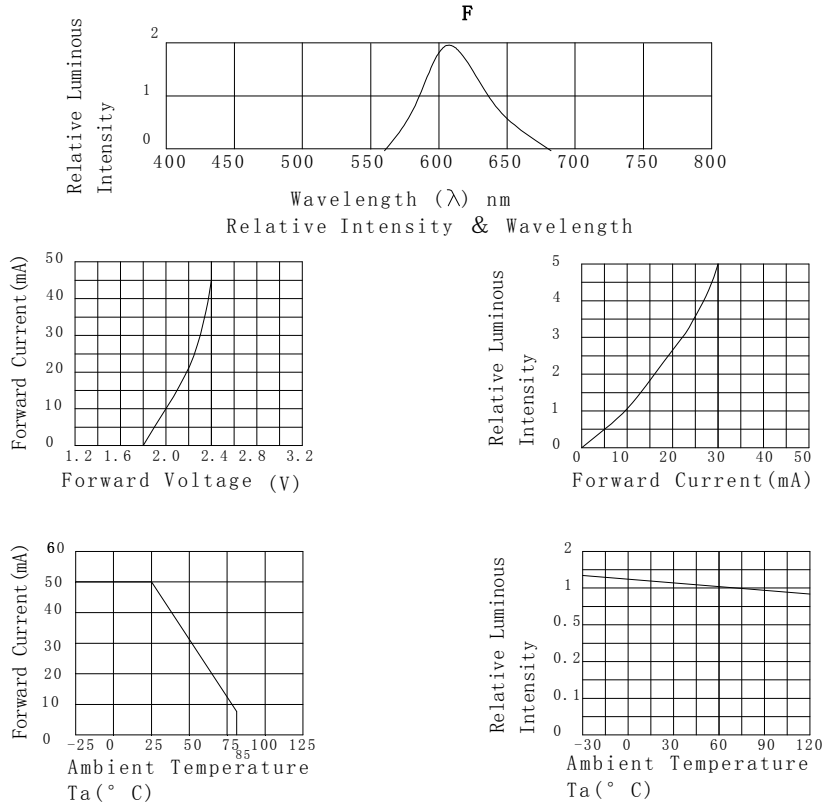 F
Relative Luminous
Intensity
2
1
0
400 450 500 550 600 650 700 750 800
Wavelength (λ) nm
Relative Intensity & Wavelength
Forward Current(mA)
50
40
30
20
10
0
1.2 1.6 2.0 2.4 2.8 3.2
Forward Voltage (V)
Relative Luminous
Intensity
5
4
3
2
1
0
0 10 20 30 40 50
Forward Current(mA)
Forward Current(mA)
60
50
40
30
20
10
0
-25 0 25 50 75 100 125
85
Ambient Temperature
Ta(° C)
Relative Luminous
Intensity
2
1
0.5
0.2
0.1
0
-30 0 30 60 90 120
Ambient Temperature
Ta(° C)